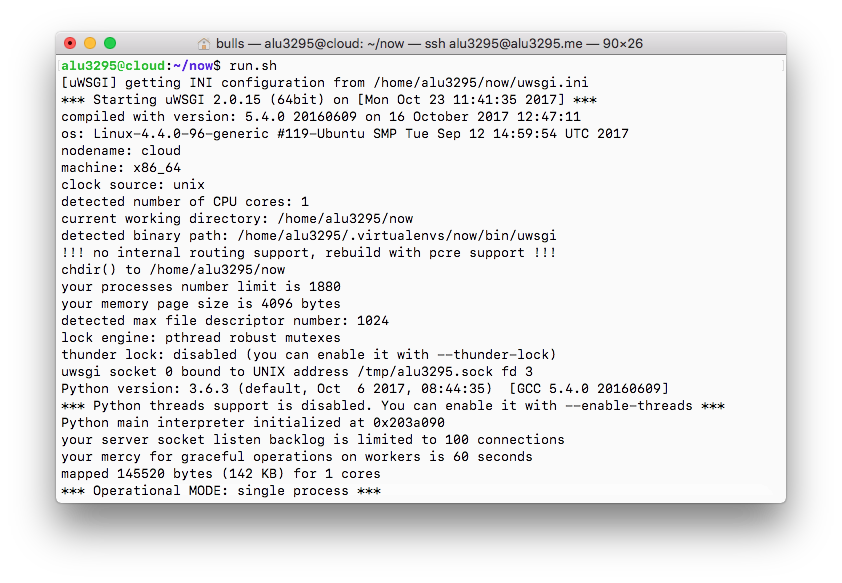 bulls — alu3295@cloud: ~/now — ssh alu3295@alu3295.me — 90×26
alu3295@cloud:~/now$ run.sh
[uWSGI] getting INI configuration from /home/alu3295/now/uwsgi.ini
*** Starting uWSGI 2.0.15 (64bit) on [Mon Oct 23 11:41:35 2017] ***
compiled with version: 5.4.0 20160609 on 16 October 2017 12:47:11
os: Linux-4.4.0-96-generic #119-Ubuntu SMP Tue Sep 12 14:59:54 UTC 2017
nodename: cloud
machine: x86_64
clock source: unix
detected number of CPU cores: 1
current working directory: /home/alu3295/now
detected binary path: /home/alu3295/.virtualenvs/now/bin/uwsgi
!!! no internal routing support, rebuild with pcre support !!!
chdir() to /home/alu3295/now
your processes number limit is 1880
your memory page size is 4096 bytes
detected max file descriptor number: 1024
lock engine: pthread robust mutexes
thunder lock: disabled (you can enable it with --thunder-lock)
uwsgi socket 0 bound to UNIX address /tmp/alu3295.sock fd 3
Python version: 3.6.3 (default, Oct  6 2017, 08:44:35)  [GCC 5.4.0 20160609]
*** Python threads support is disabled. You can enable it with --enable-threads ***
Python main interpreter initialized at 0x203a090
your server socket listen backlog is limited to 100 connections
your mercy for graceful operations on workers is 60 seconds
mapped 145520 bytes (142 KB) for 1 cores
*** Operational MODE: single process ***